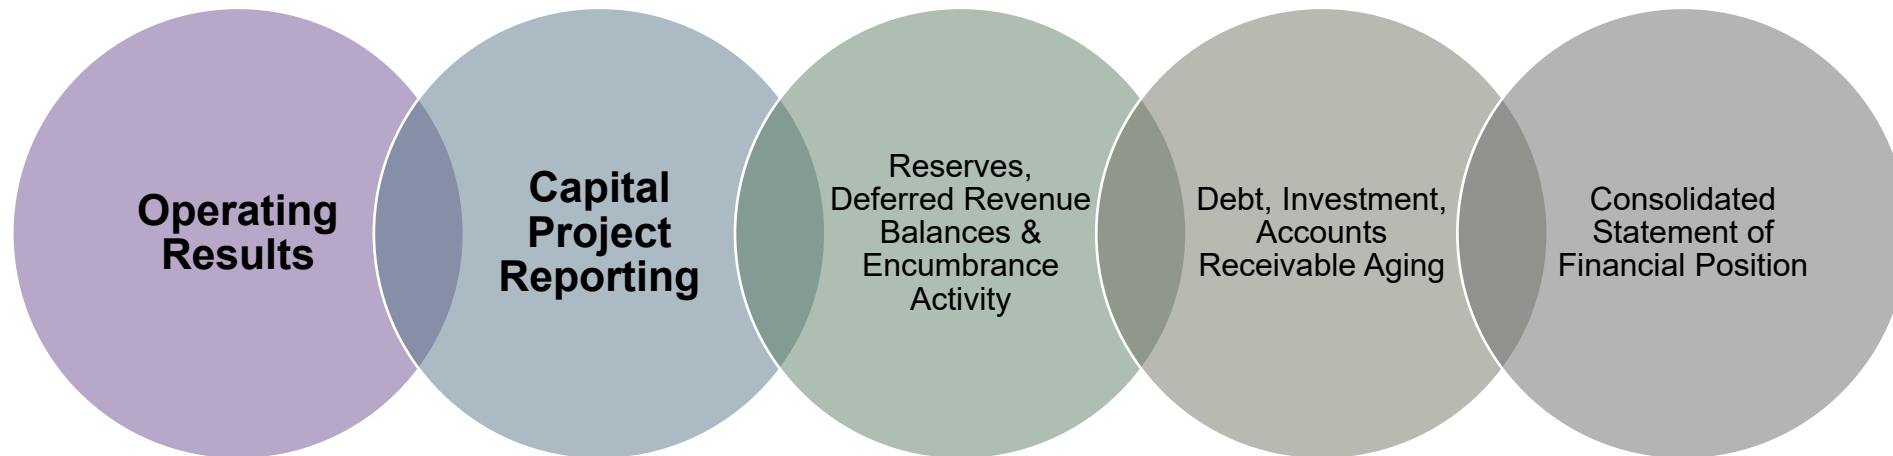 Operating
Results
Capital
Project
Reporting
Reserves,
Deferred Revenue
Balances &
Encumbrance
Activity
Debt, Investment,
Accounts
Receivable Aging
Consolidated
Statement of
Financial Position